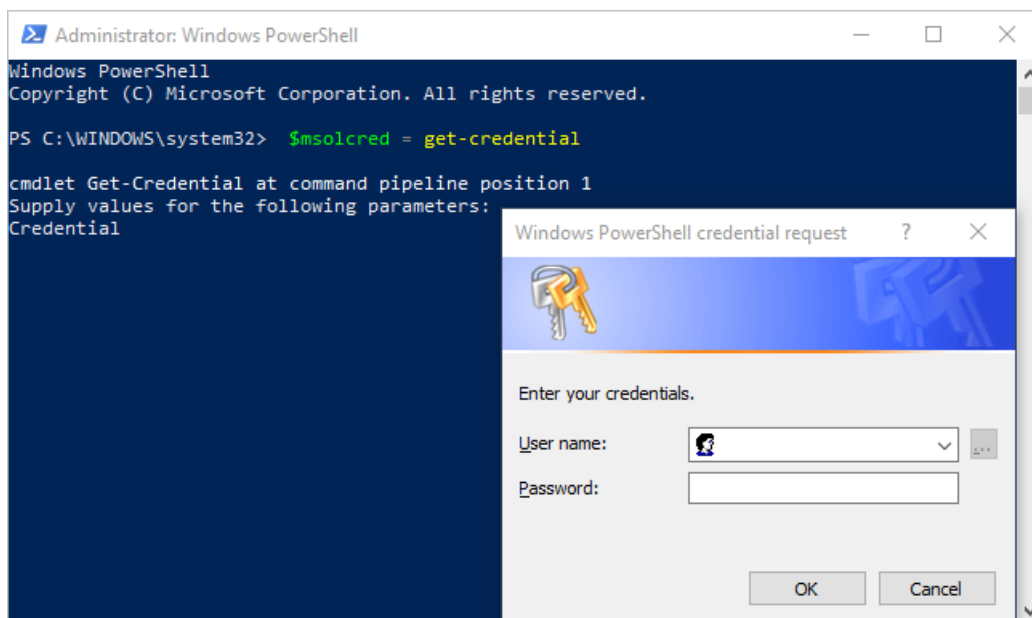 Administrator: Windows PowerShell
Windows PowerShell
Copyright (C) Microsoft Corporation. All rights reserved.
PS C:\WINDOWS\system32>  $msolcred = get-credential
cmdlet Get-Credential at command pipeline position 1
Supply values for the following parameters:
Credential
Windows PowerShell credential request
Enter your credentials.
User name:
...
Password:
OK Cancel